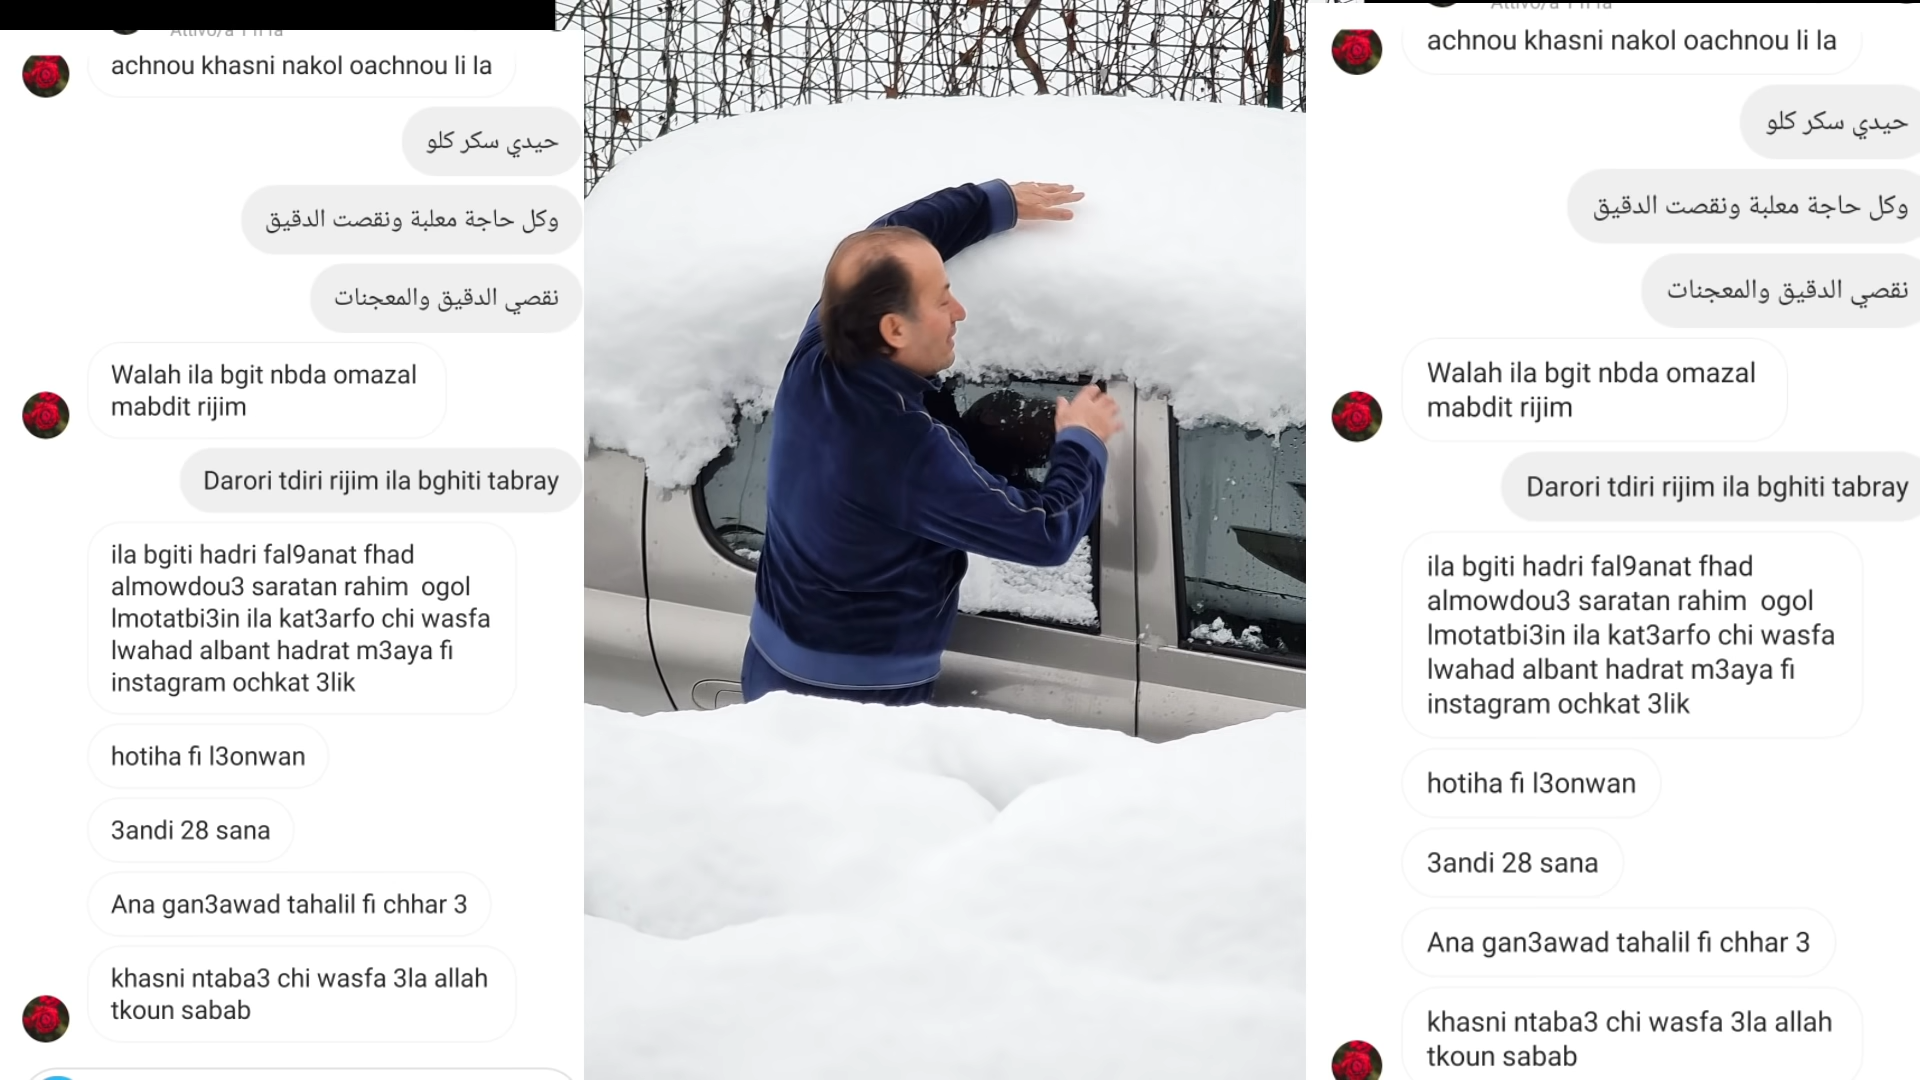 achnou khasni nakol oachnou li la
حيدي سكر كلو
وكل حاجة معلبة ونقصت الدقيق
نقصي الدقيق والمعجنات
Walah ila bgit nbda omazal
mabdit rijim
Darori tdiri rijim ila bghiti tabray
ila bgiti hadri fal9anat fhad
almowdou3 saratan rahim ogol
lmotatbi3in ila kat3arfo chi wasfa
lwahad albant hadrat m3aya fi
instagram ochkat 3lik
hotiha fi l3onwan
3andi 28 sana
Ana gan3awad tahalil fi chhar 3
khasni ntaba3 chi wasfa 3la allah
tkoun sabab
achnou khasni nakol oachnou li la
حيدي سكر كلو
وكل حاجة معلبة ونقصت الدقيق
نقصي الدقيق والمعجنات
Walah ila bgit nbda omazal
mabdit rijim
Darori tdiri rijim ila bghiti tabray
ila bgiti hadri fal9anat fhad
almowdou3 saratan rahim ogol
lmotatbi3in ila kat3arfo chi wasfa
lwahad albant hadrat m3aya fi
instagram ochkat 3lik
hotiha fi l3onwan
3andi 28 sana
Ana gan3awad tahalil fi chhar 3
khasni ntaba3 chi wasfa 3la allah
tkoun sabab